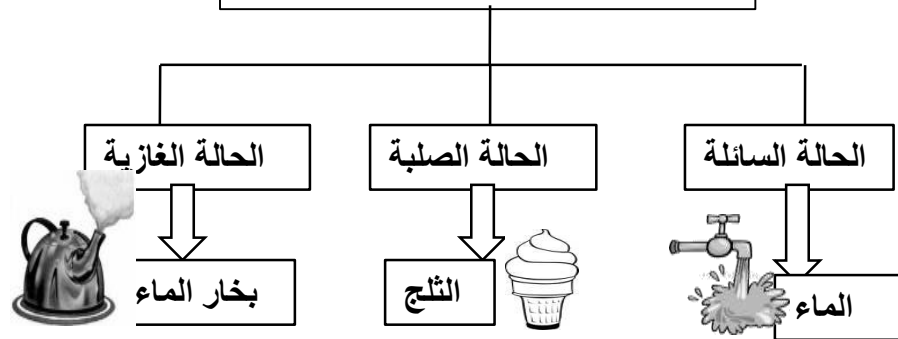 الحالة السائلة
الحالة الصلبة
الحالة الغازية
الماء
الثلج
بخار الماء